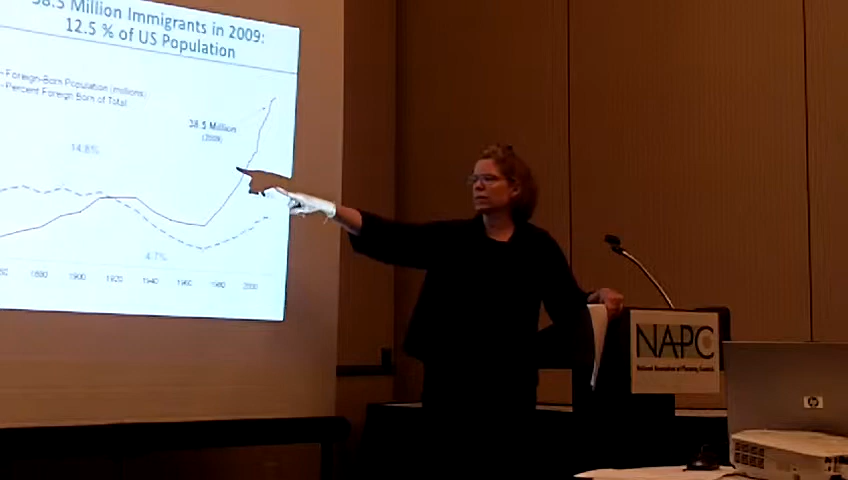 38.5 Million Immigrants in 2009:
12.5 % of US Population
Foreign-Born Population (millions)
Percent Foreign Born of Total
38.5 Million
(2009)
14.8%
4.7%
1880 1900 1920 1940 1960 1980 2000
NAPC
hp